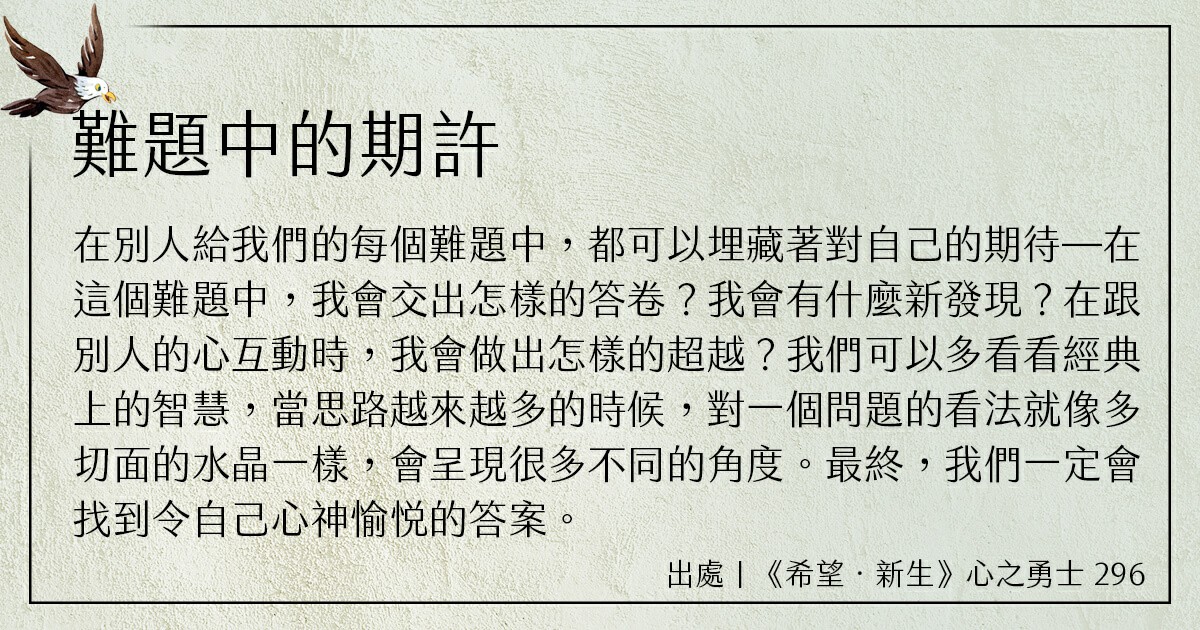 難題中的期許
在別人給我們的每個難題中，都可以埋藏著對自己的期待—在
這個難題中，我會交出怎樣的答卷？我會有什麼新發現？在跟
別人的心互動時，我會做出怎樣的超越？我們可以多看看經典
上的智慧，當思路越來越多的時候，對一個問題的看法就像多
切面的水晶一樣，會呈現很多不同的角度。最終，我們一定會
找到令自己心神愉悅的答案。
出處 | 《希望．新生》心之勇士 296